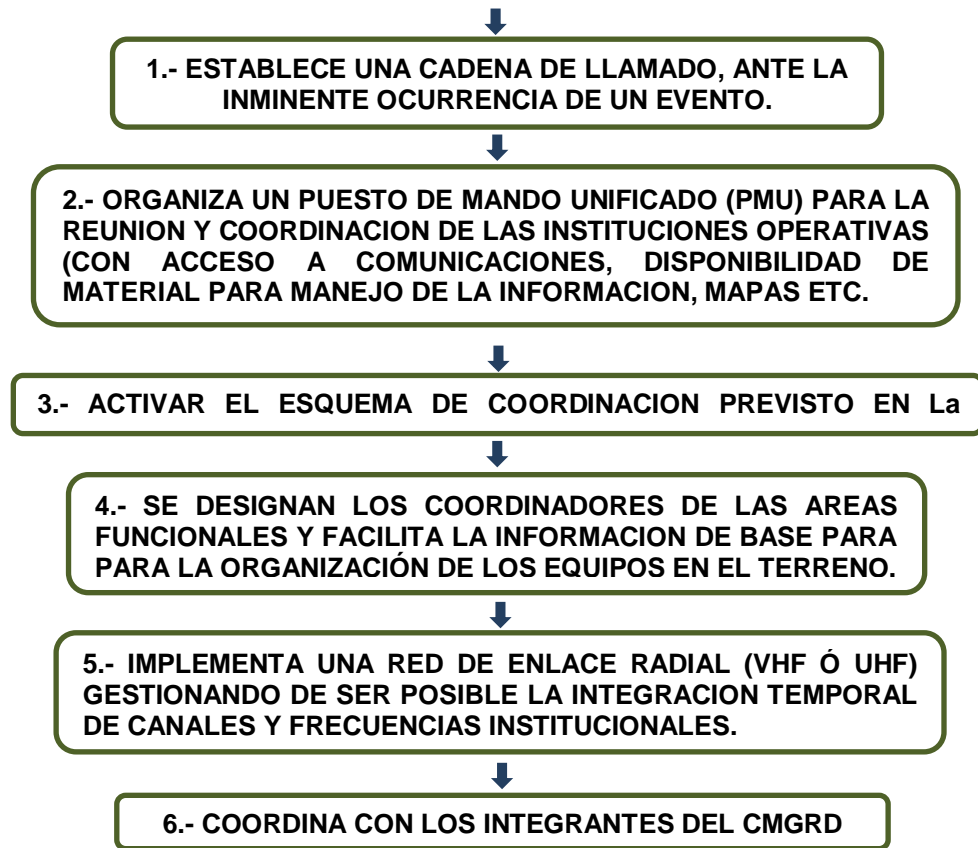 1.- ESTABLECE UNA CADENA DE LLAMADO, ANTE LA
INMINENTE OCURRENCIA DE UN EVENTO.
2.- ORGANIZA UN PUESTO DE MANDO UNIFICADO (PMU) PARA LA
REUNION Y COORDINACION DE LAS INSTITUCIONES OPERATIVAS
(CON ACCESO A COMUNICACIONES, DISPONIBILIDAD DE
MATERIAL PARA MANEJO DE LA INFORMACION, MAPAS ETC.
3.- ACTIVAR EL ESQUEMA DE COORDINACION PREVISTO EN La
4.- SE DESIGNAN LOS COORDINADORES DE LAS AREAS
FUNCIONALES Y FACILITA LA INFORMACION DE BASE PARA
PARA LA ORGANIZACIÓN DE LOS EQUIPOS EN EL TERRENO.
5.- IMPLEMENTA UNA RED DE ENLACE RADIAL (VHF Ó UHF)
GESTIONANDO DE SER POSIBLE LA INTEGRACION TEMPORAL
DE CANALES Y FRECUENCIAS INSTITUCIONALES.
6.- COORDINA CON LOS INTEGRANTES DEL CMGRD